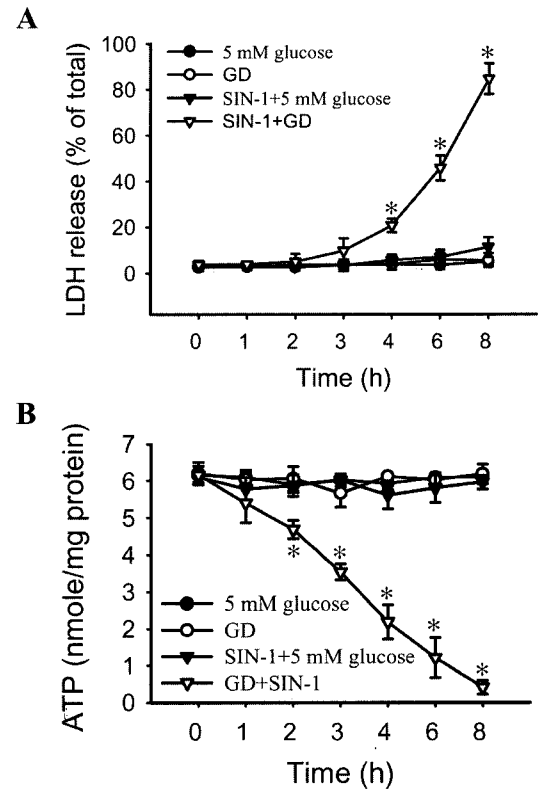 A
LDH release (% of total)
100
80
60
40
20
0
5 mM glucose
GD
SIN-1+5 mM glucose
SIN-1+GD
*
*
*
0 1 2 3 4 6 8
Time (h)
B
ATP (nmole/mg protein)
7
6
5
4
3
2
1
0
5 mM glucose
GD
SIN-1+5 mM glucose
GD+SIN-1
*
*
*
*
*
0 1 2 3 4 6 8
Time (h)